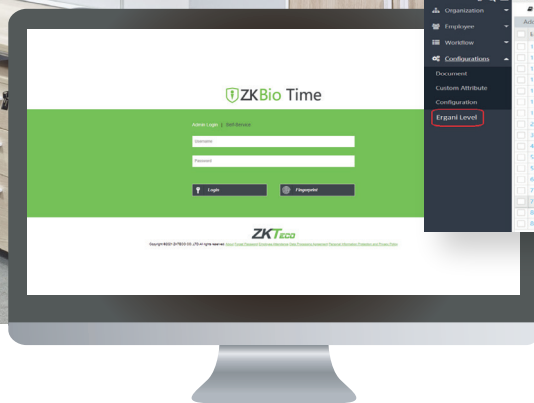 ZKBio Time
Admin Login | Self-Service
Username
Password
Login
Fingerprint
ZKTECO
Organization
Employee
Workflow
Configurations
Document
Custom Attribute
Configuration
Ergani Level